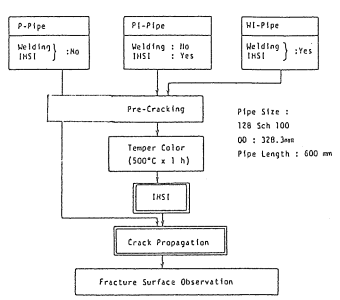 P-Pipe
Welding } :No
IHSI
PI-Pipe
Welding : No
IHSI : Yes
WI-Pipe
Welding } :Yes
IHSI
Pre-Cracking
Temper Color
(500°C x 1 h)
IHSI
Crack Propagation
Fracture Surface Observation
Pipe Size :
12B Sch 100
OD : 328.3mm
Pipe Length : 600 mm